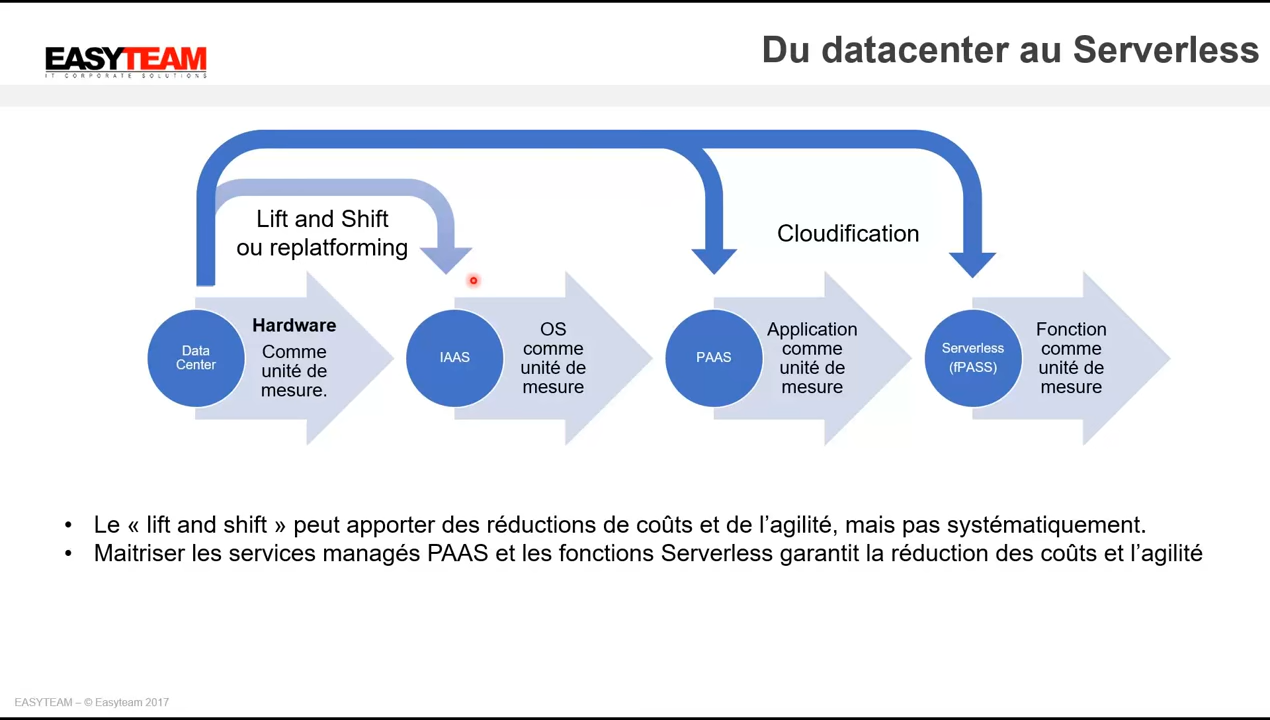 EASYTEAM
IT CORPORATE SOLUTIONS
Du datacenter au Serverless
Lift and Shift
ou replatforming
Cloudification
Data
Center
Hardware
Comme
unité de
mesure.
IAAS
OS
comme
unité de
mesure
PAAS
Application
comme
unité de
mesure
Serverless
(fPASS)
Fonction
comme
unité de
mesure
• Le « lift and shift » peut apporter des réductions de coûts et de l’agilité, mais pas systématiquement.
• Maitriser les services managés PAAS et les fonctions Serverless garantit la réduction des coûts et l’agilité
EASYTEAM – © Easyteam 2017